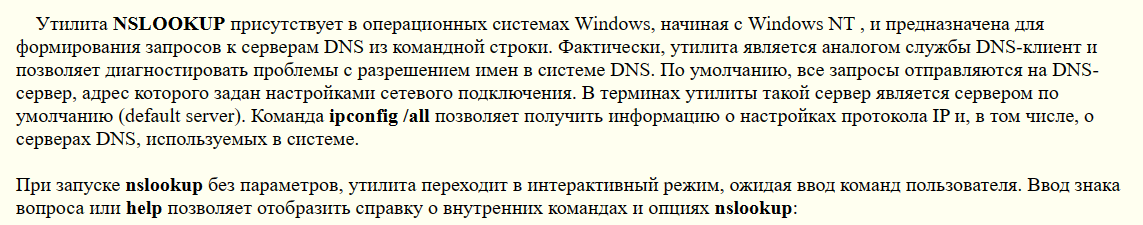 Утилита NSLOOKUP присутствует в операционных системах Windows, начиная с Windows NT , и предназначена для
формирования запросов к серверам DNS из командной строки. Фактически, утилита является аналогом службы DNS-клиент и
позволяет диагностировать проблемы с разрешением имен в системе DNS. По умолчанию, все запросы отправляются на DNS-
сервер, адрес которого задан настройками сетевого подключения. В терминах утилиты такой сервер является сервером по
умолчанию (default server). Команда ipconfig /all позволяет получить информацию о настройках протокола IP и, в том числе, о
серверах DNS, используемых в системе.
При запуске nslookup без параметров, утилита переходит в интерактивный режим, ожидая ввод команд пользователя. Ввод знака
вопроса или help позволяет отобразить справку о внутренних командах и опциях nslookup: